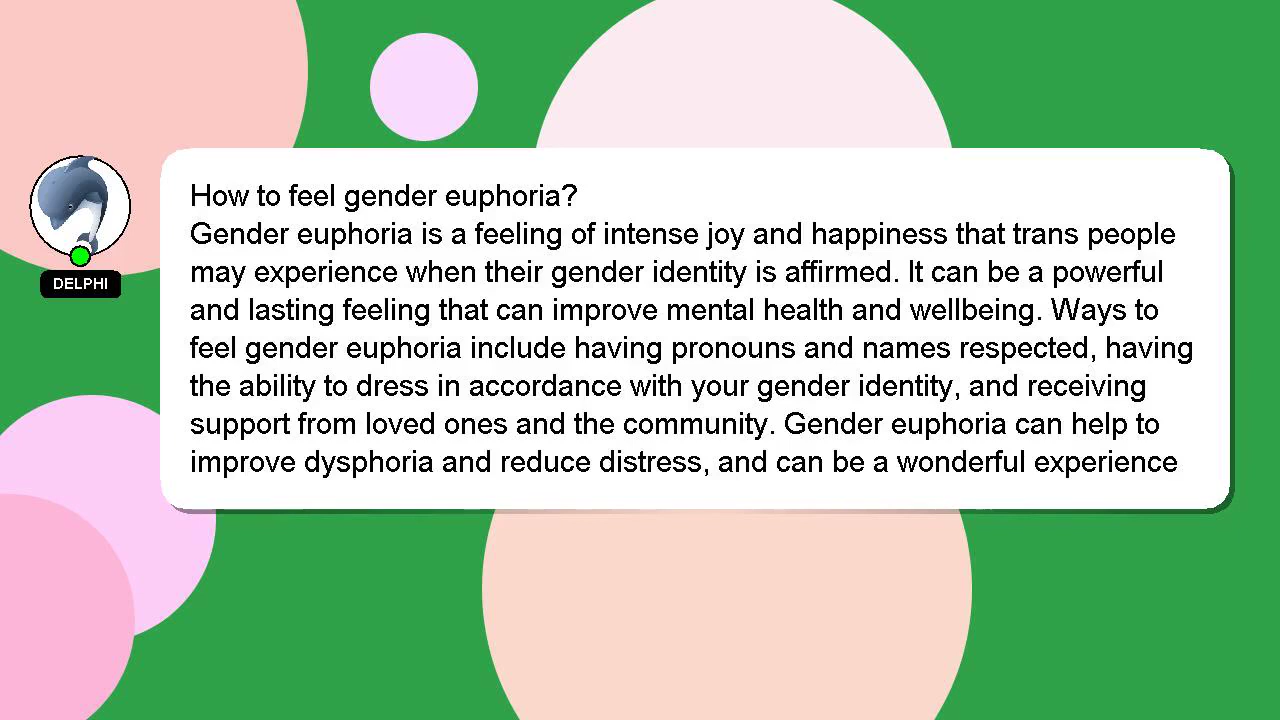 How to feel gender euphoria?
Gender euphoria is a feeling of intense joy and happiness that trans people
may experience when their gender identity is affirmed. It can be a powerful
and lasting feeling that can improve mental health and wellbeing. Ways to
feel gender euphoria include having pronouns and names respected, having
the ability to dress in accordance with your gender identity, and receiving
support from loved ones and the community. Gender euphoria can help to
improve dysphoria and reduce distress, and can be a wonderful experience
DELPHI